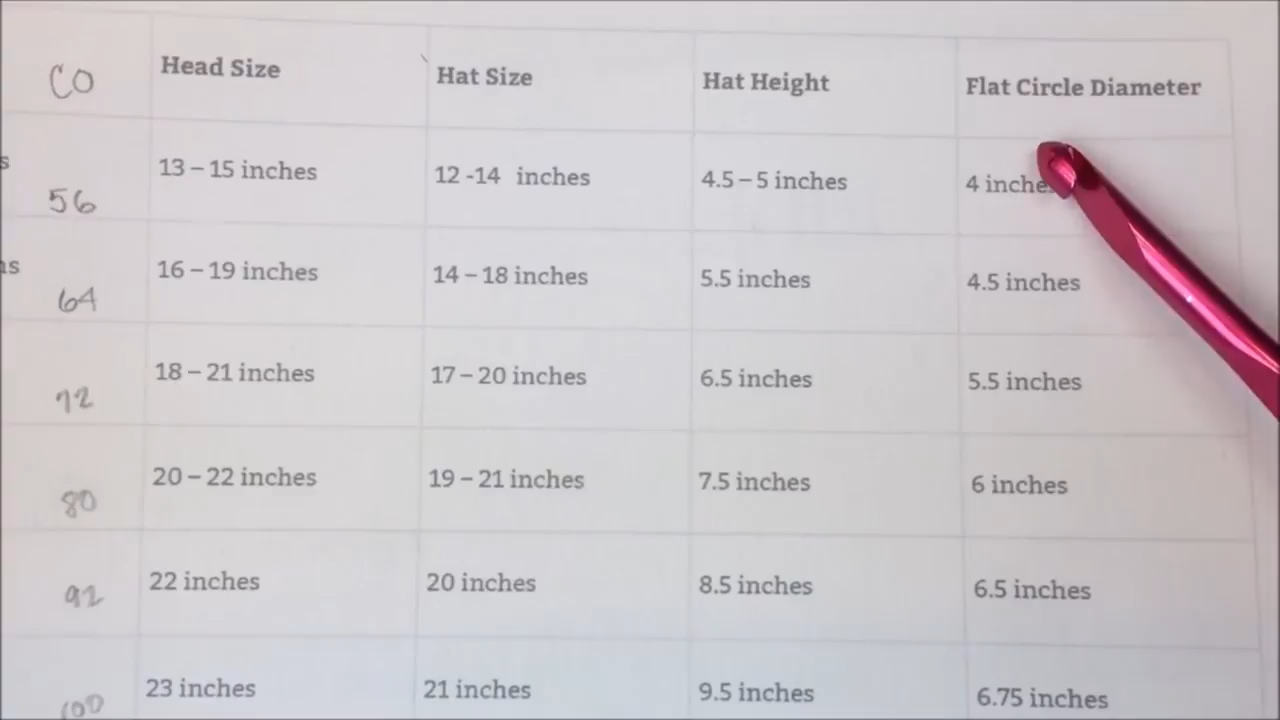 CO Head Size Hat Size Hat Height Flat Circle Diameter
s 56 13 – 15 inches 12 -14 inches 4.5 – 5 inches 4 inche
ns 64 16 – 19 inches 14 – 18 inches 5.5 inches 4.5 inches
72 18 – 21 inches 17 – 20 inches 6.5 inches 5.5 inches
80 20 – 22 inches 19 – 21 inches 7.5 inches 6 inches
92 22 inches 20 inches 8.5 inches 6.5 inches
100 23 inches 21 inches 9.5 inches 6.75 inches